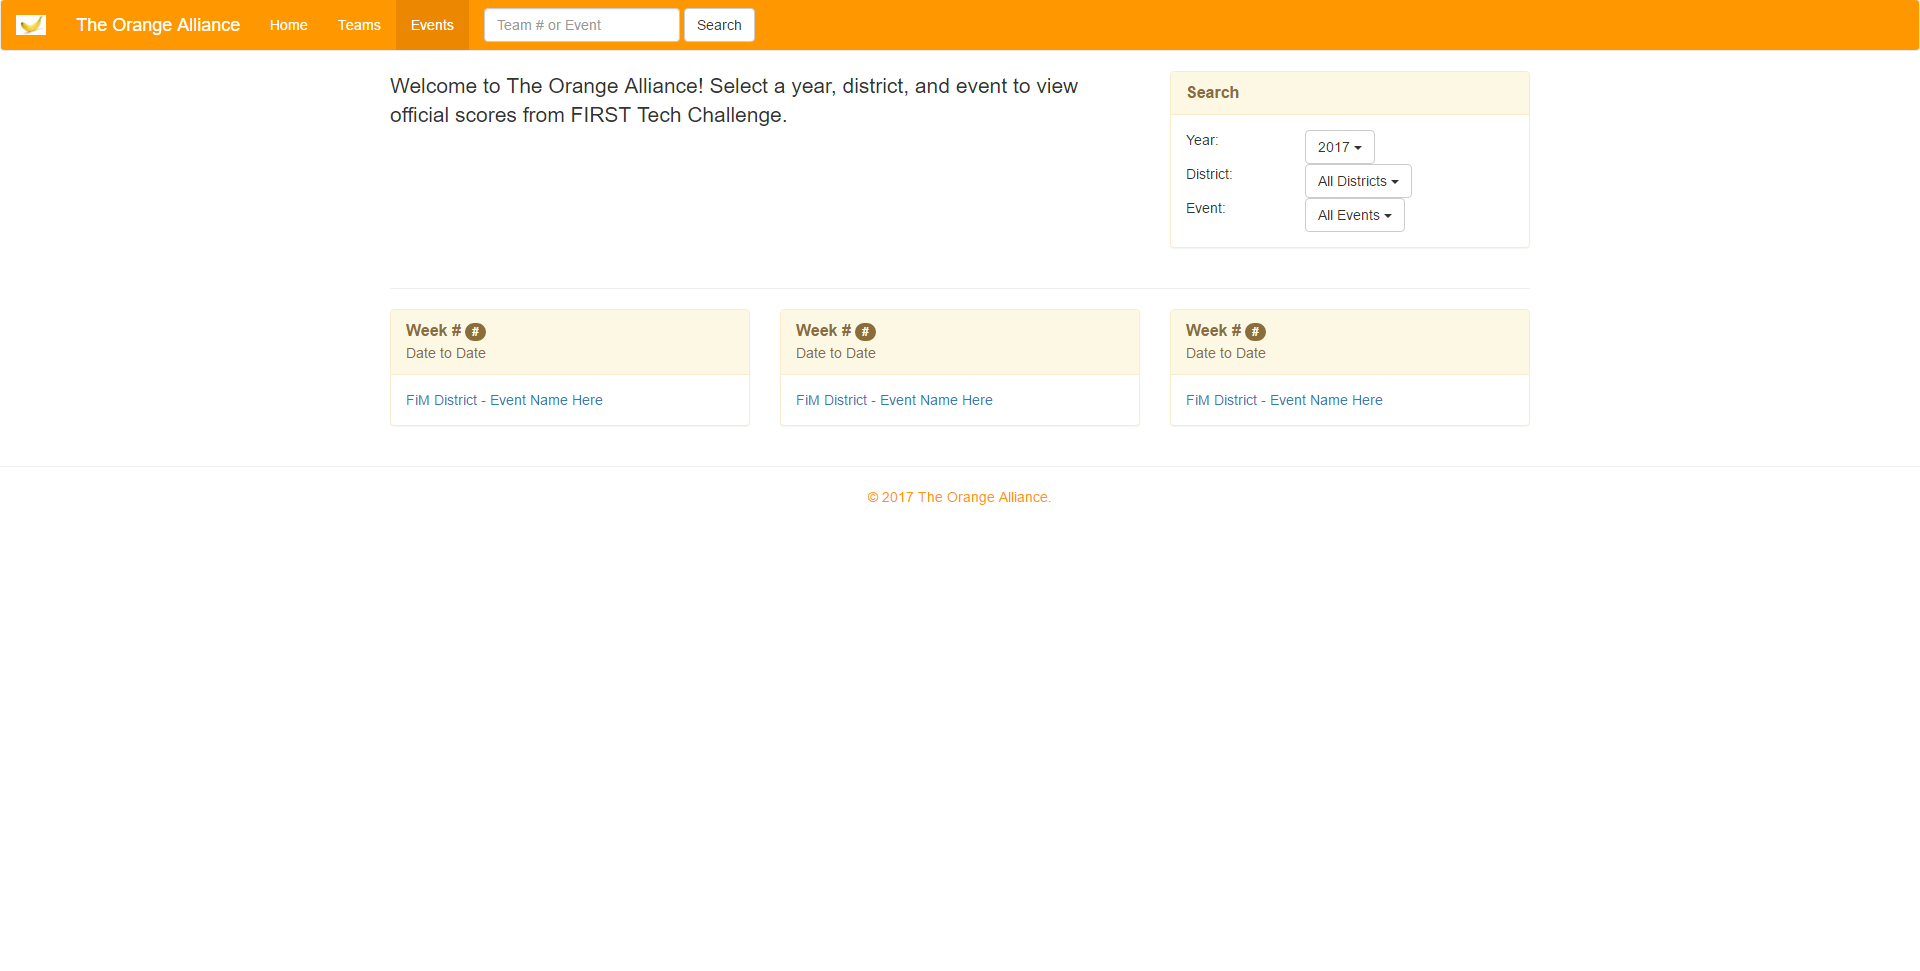 The Orange Alliance Home Teams Events Team # or Event Search
Welcome to The Orange Alliance! Select a year, district, and event to view
official scores from FIRST Tech Challenge.
Search
Year: 2017
District: All Districts
Event: All Events
Week # #
Date to Date
FiM District - Event Name Here
Week # #
Date to Date
FiM District - Event Name Here
Week # #
Date to Date
FiM District - Event Name Here
© 2017 The Orange Alliance.